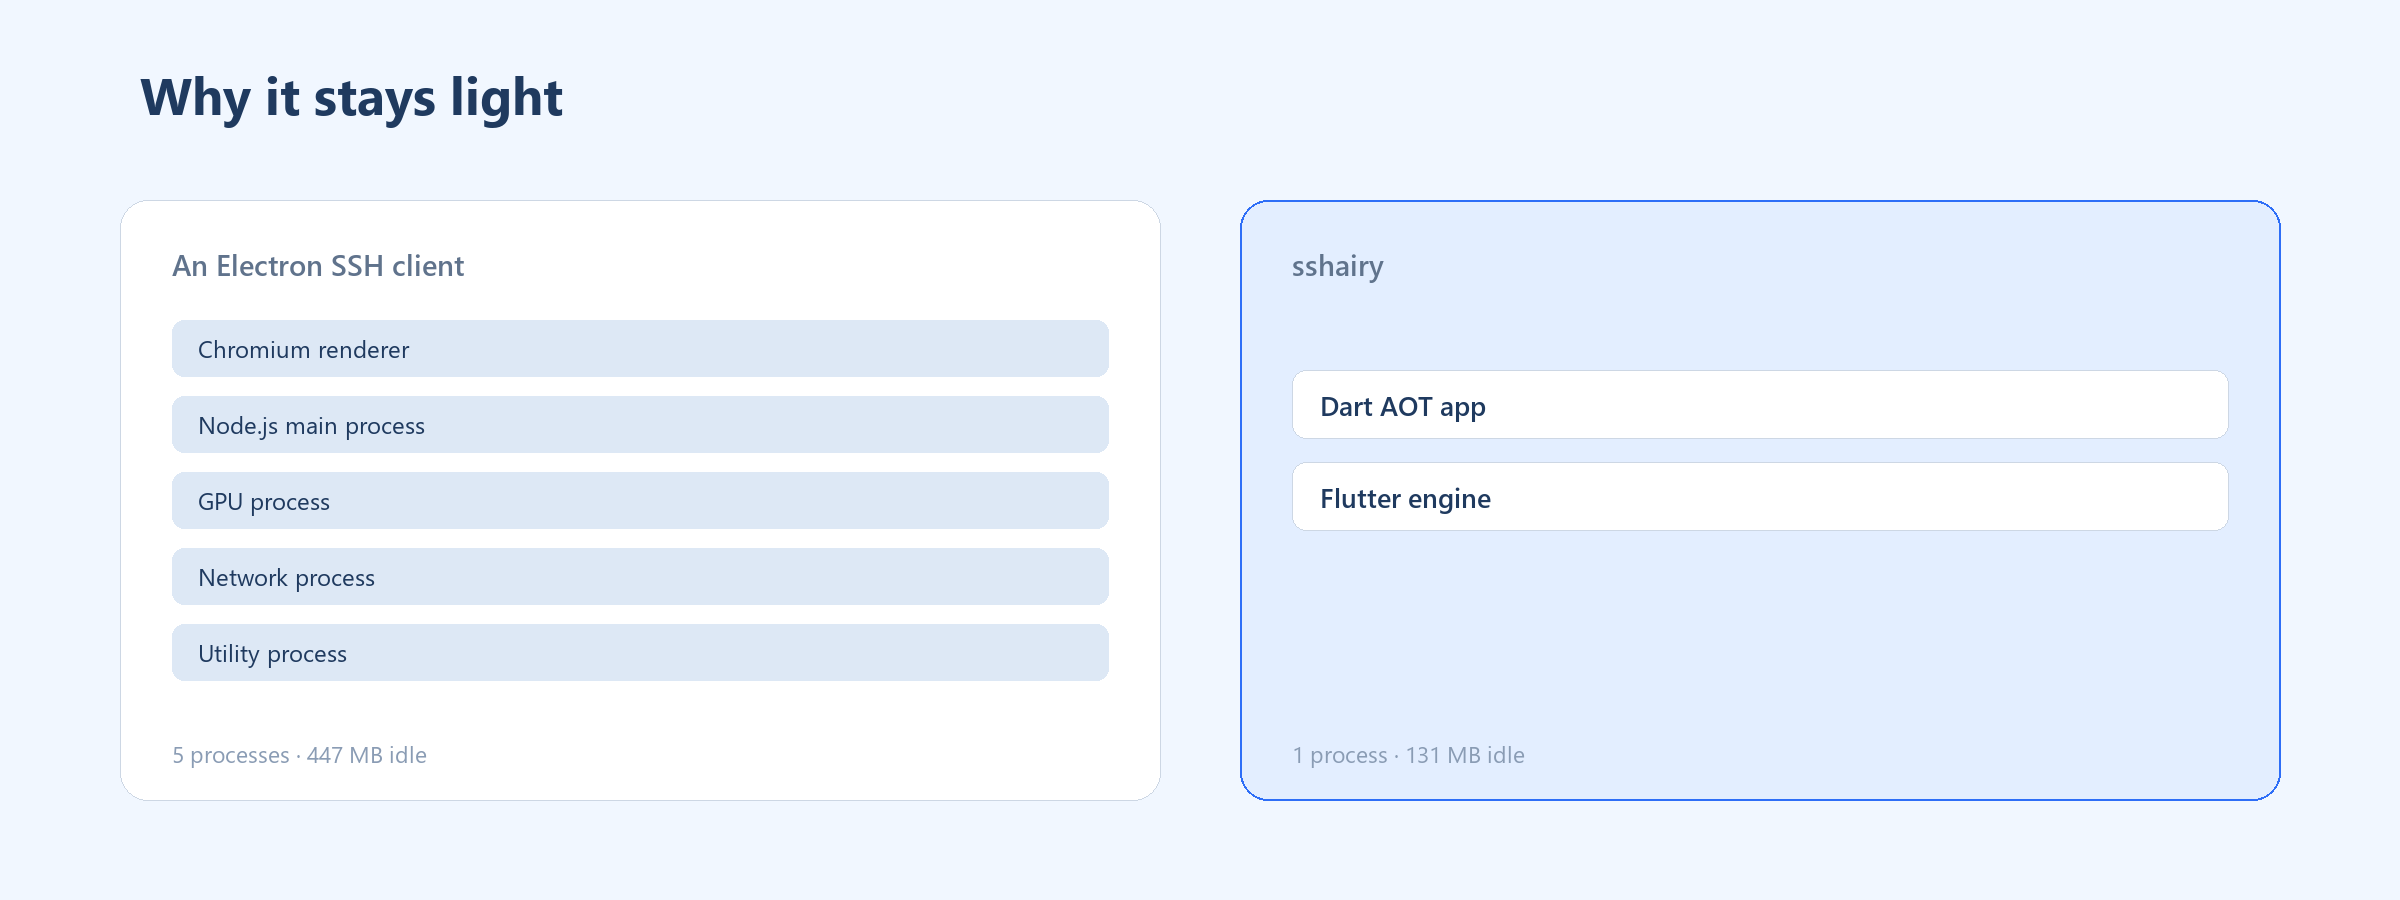 Why it stays light
An Electron SSH client
Chromium renderer
Node.js main process
GPU process
Network process
Utility process
5 processes · 447 MB idle
sshairy
Dart AOT app
Flutter engine
1 process · 131 MB idle